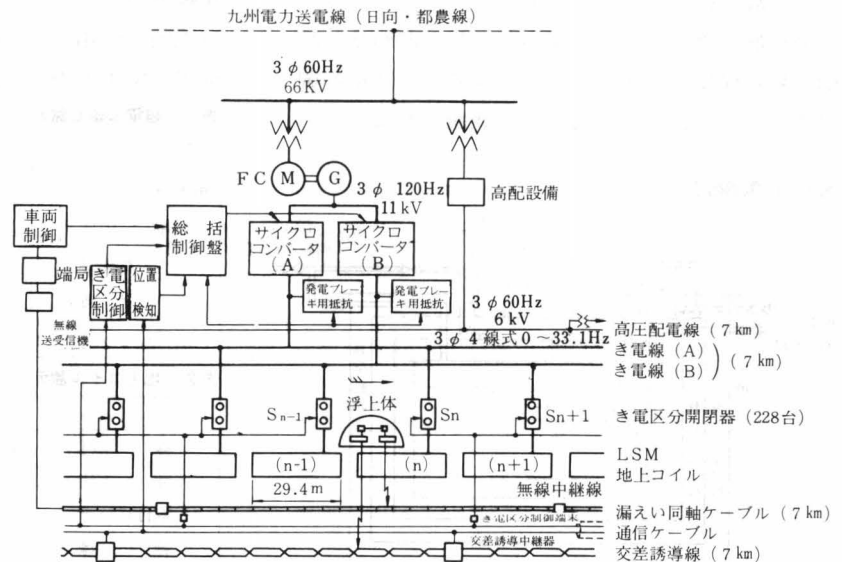 九州電力送電線(日向・都農線)
3φ60Hz
66KV
FC
M
G
3φ 120Hz
11kV
高配設備
車両
制御
総括
制御盤
サイクロ
コンバータ
(A)
サイクロ
コンバータ
(B)
端局
き電
区分
制御
位置
検知
発電ブレー
キ用抵抗
発電ブレー
キ用抵抗
3φ60Hz
6kV
無線
送受信機
3φ4線式0~33.1Hz
高圧配電線(7km)
き電線(A)
き電線(B)
(7km)
浮上体
Sn-1
Sn
Sn+1
き電区分開閉器(228台)
(n-1)
(n)
(n+1)
LSM
地上コイル
29.4m
無線中継線
漏えい同軸ケーブル(7km)
き電区分制御端末
通信ケーブル
交差誘導中継器
交差誘導線(7km)